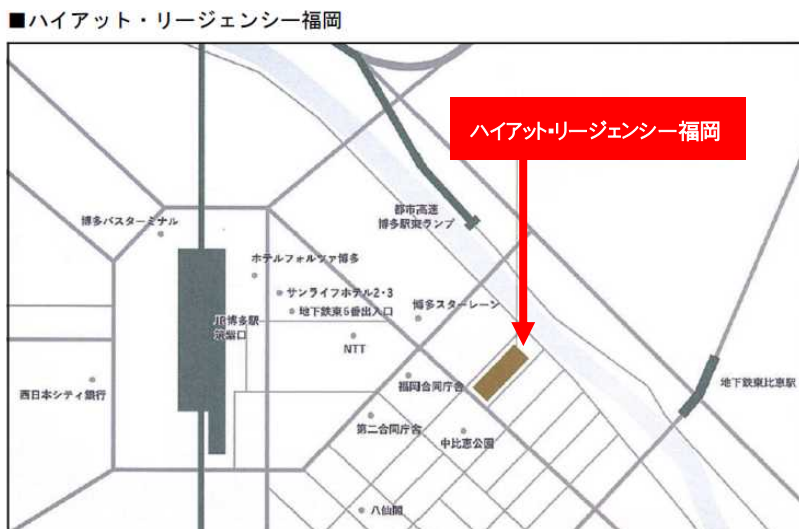 ■ハイアット・リージェンシー福岡
ハイアット・リージェンシー福岡
都市高速
博多駅東ランプ
博多バスターミナル
ホテルフォルツァ博多
サンライフホテル2・3
地下鉄東6番出入口
博多スターレーン
JR博多駅
筑紫口
NTT
福岡合同庁舎
地下鉄東比恵駅
西日本シティ銀行
第二合同庁舎
中比恵公園
八仙閣